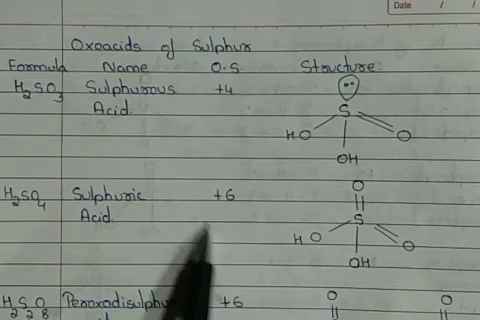 Date / /
Oxoacids of Sulphur
Formula Name O.S Structure
H2SO3 Sulphurous +4
Acid.
S
HO O
OH
O
H2SO4 Sulphuric +6
Acid
S
HO O
OH
H2S2O8 +6
O O